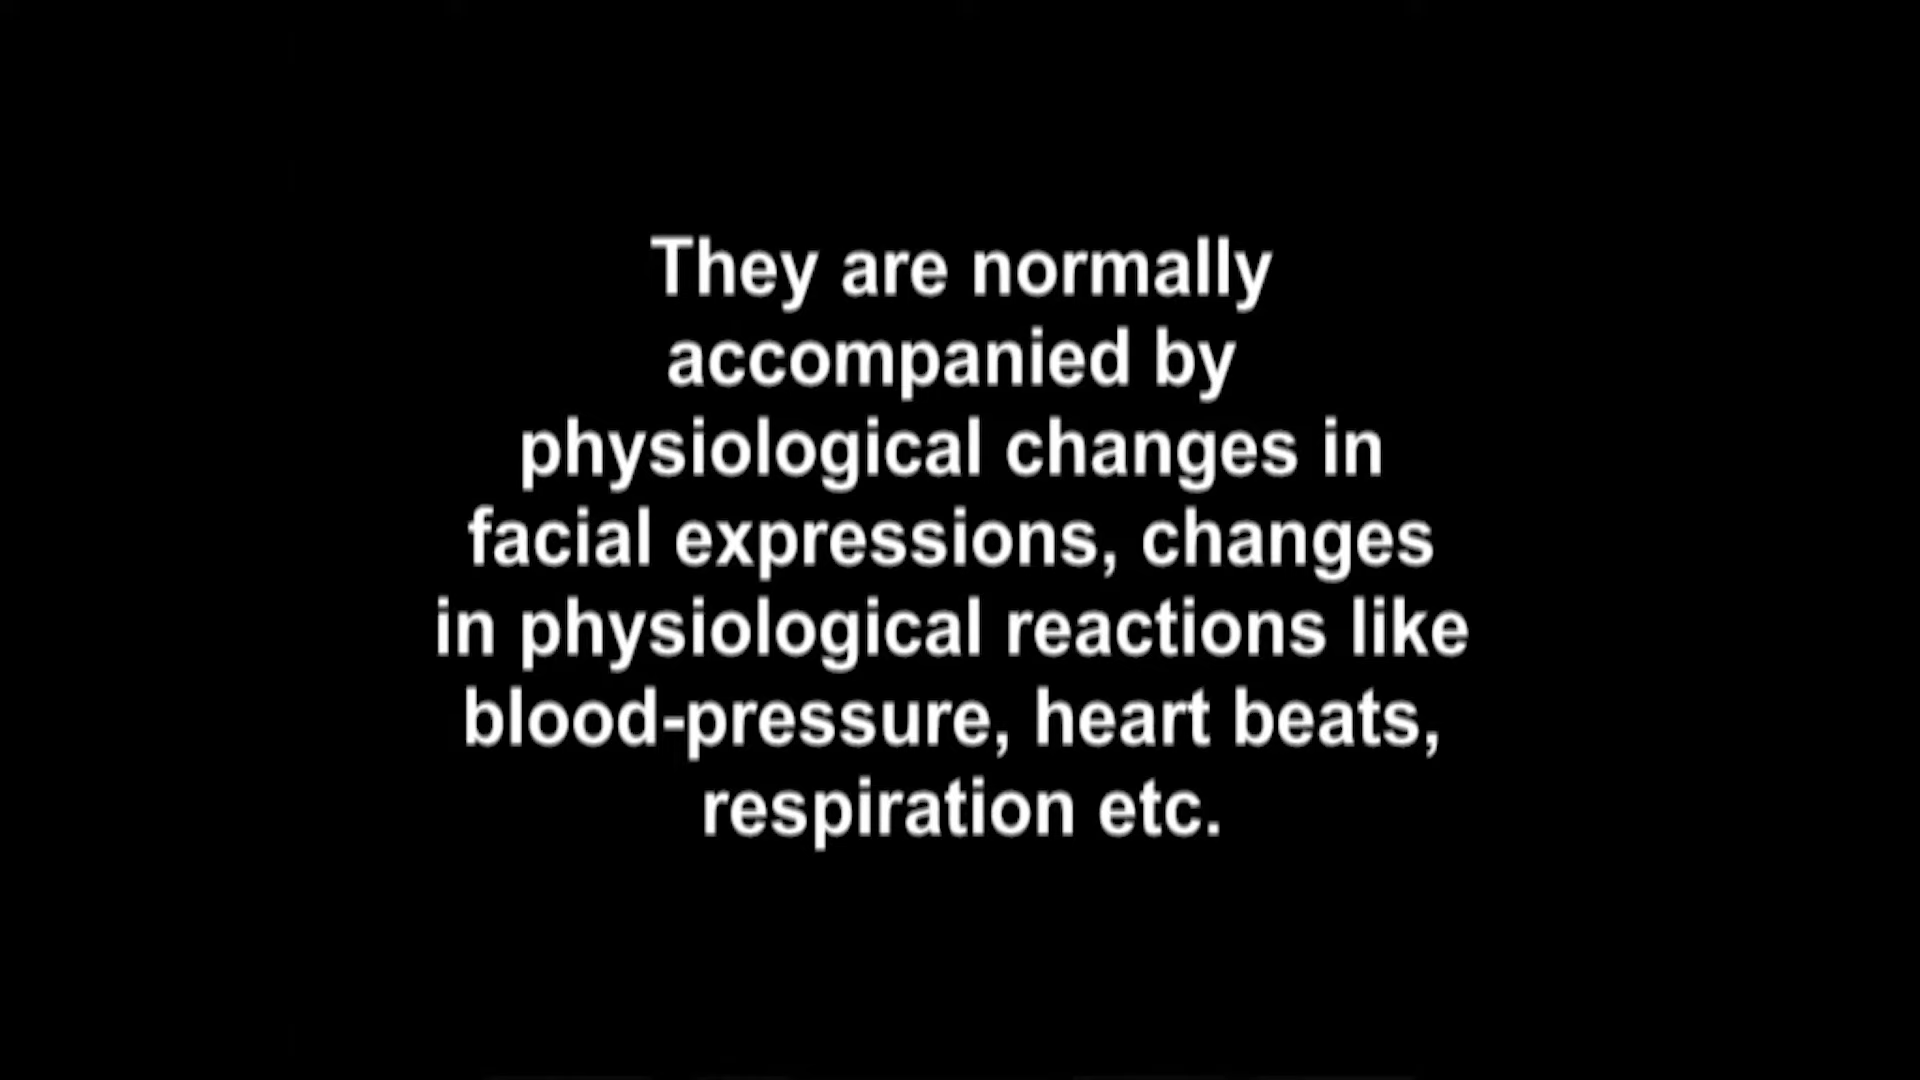 They are normally
accompanied by
physiological changes in
facial expressions, changes
in physiological reactions like
blood-pressure, heart beats,
respiration etc.